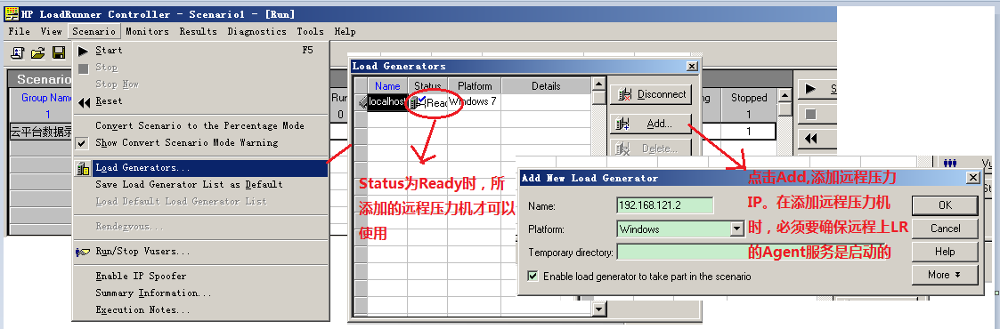 HP LoadRunner Controller - Scenario1 - [Run]
File View Scenario Monitors Results Diagnostics Tools Help
Start F5
Stop
Stop Now
Reset
Convert Scenario to the Percentage Mode
Show Convert Scenario Mode Warning
Load Generators...
Save Load Generator List as Default
Load Default Load Generator List
Rendezvous...
Run/Stop Vusers...
Enable IP Spoofer
Summary Information...
Execution Notes...
Scenario
Group Name
1
云平台数据
Stopped
1
1
0
Load Generators
Name Status Platform Details
localhost Windows 7
Disconnect
Add...
Delete...
Status为Ready时，所
添加的远程压力机才可以
使用
Add New Load Generator
Name: 192.168.121.2
Platform: Windows
Temporary directory:
Enable load generator to take part in the scenario
OK
Cancel
Help
More
点击Add,添加远程压力
IP。在添加远程压力机
时，必须要确保远程上LR
的Agent服务是启动的